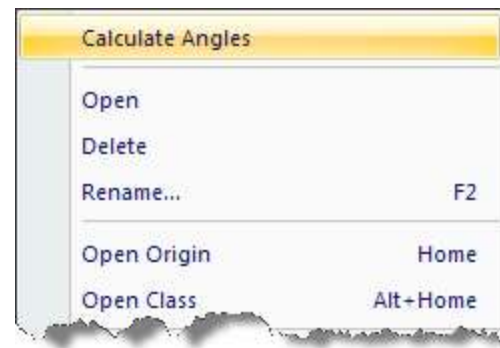 Calculate Angles
Open
Delete
Rename... F2
Open Origin Home
Open Class Alt+Home